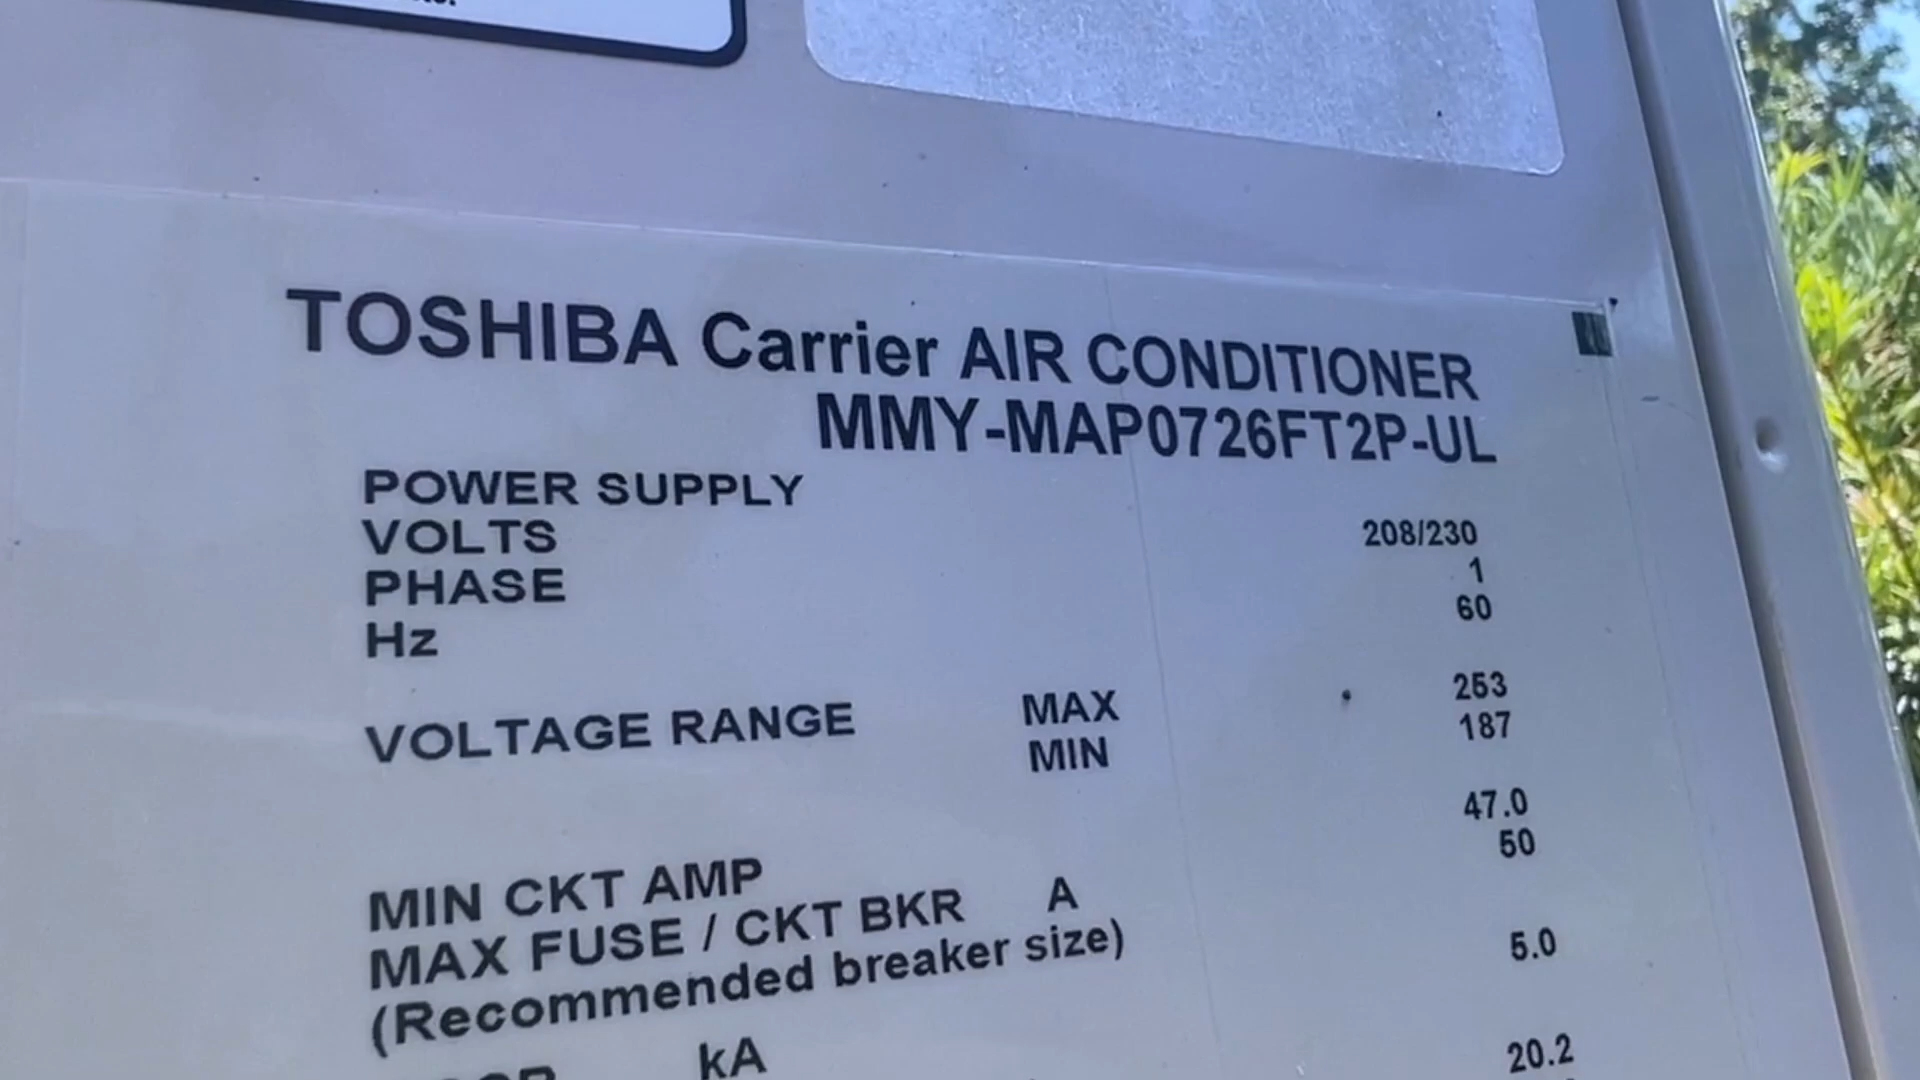 TOSHIBA Carrier AIR CONDITIONER
MMY-MAP0726FT2P-UL
POWER SUPPLY
VOLTS 208/230
PHASE 1
Hz 60
VOLTAGE RANGE MAX 253
MIN 187
MIN CKT AMP 47.0
MAX FUSE / CKT BKR A 50
(Recommended breaker size)
kA 5.0
20.2